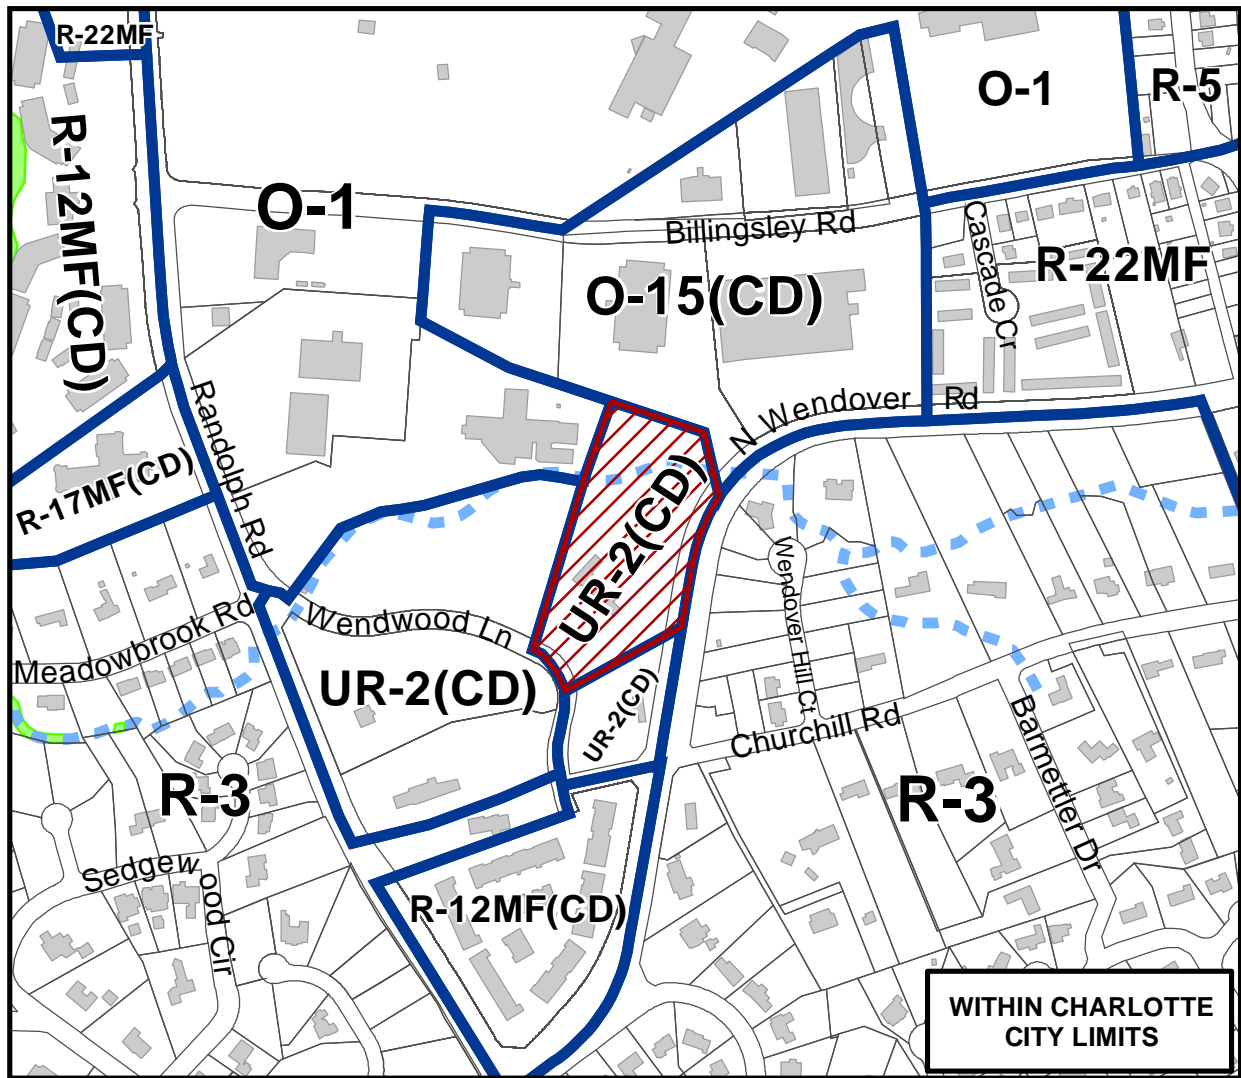 R-22MF
O-1
R-5
R-12MF(CD)
O-1
Billingsley Rd
Cascade Cr
R-22MF
O-15(CD)
N Wendover Rd
Randolph Rd
R-17MF(CD)
UR-2(CD)
Wendover Hill Ct
Meadowbrook Rd
Wendwood Ln
UR-2(CD)
UR-2(CD)
Churchill Rd
Barmettler Dr
R-3
R-3
Sedgewood Cir
R-12MF(CD)
WITHIN CHARLOTTE
CITY LIMITS